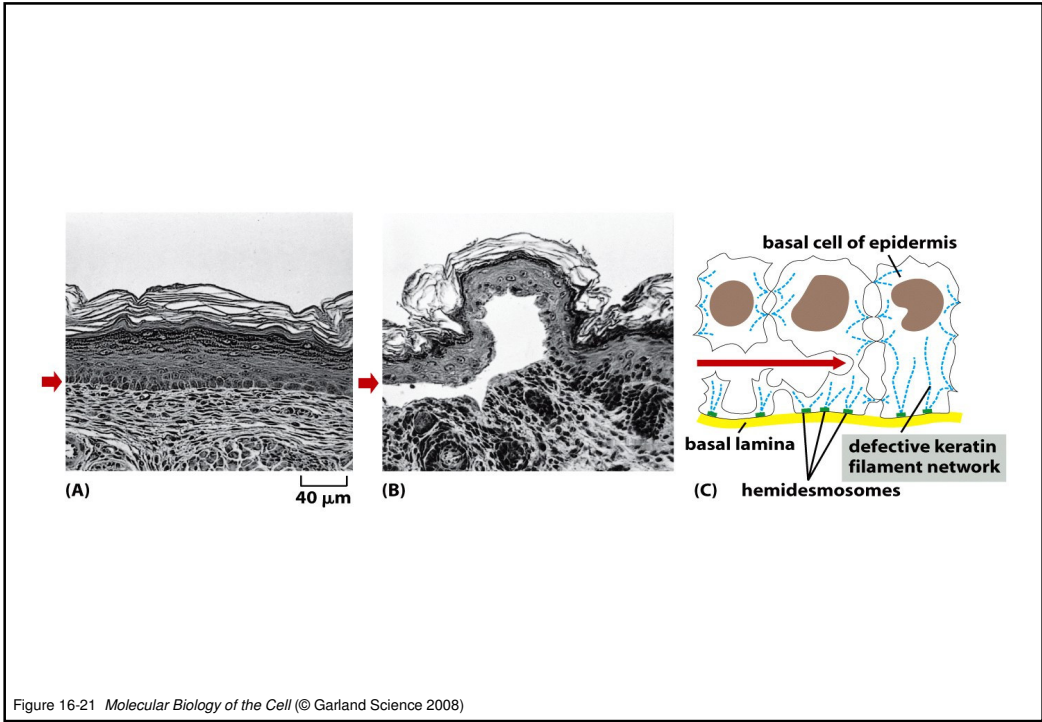 basal cell of epidermis
basal lamina
defective keratin
filament network
(A)
40 μm
(B)
(C)
hemidesmosomes
Figure 16-21 Molecular Biology of the Cell (© Garland Science 2008)